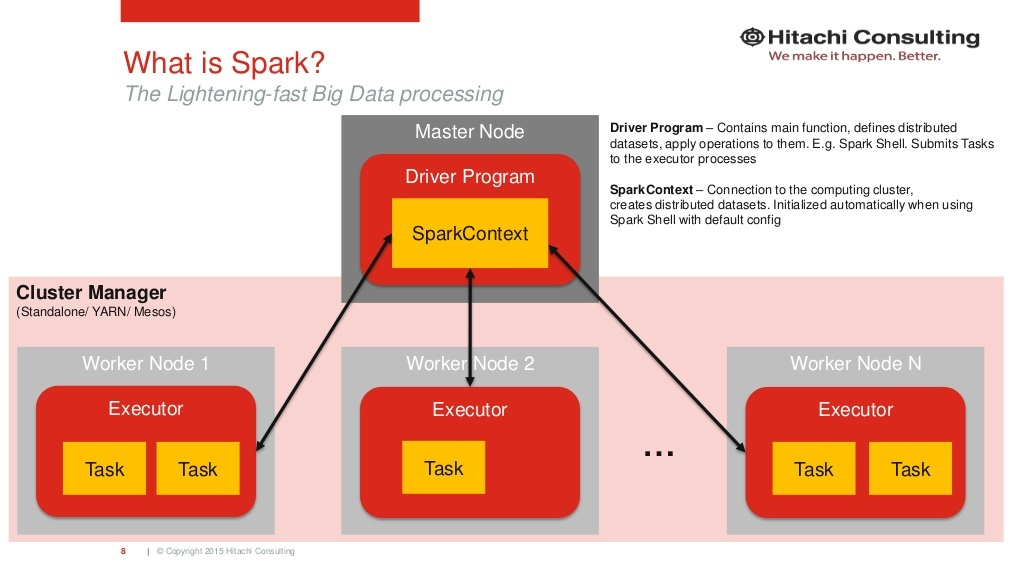 Hitachi Consulting
We make it happen. Better.
What is Spark?
The Lightening-fast Big Data processing
Master Node
Driver Program
SparkContext
Driver Program – Contains main function, defines distributed
datasets, apply operations to them. E.g. Spark Shell. Submits Tasks
to the executor processes
SparkContext – Connection to the computing cluster,
creates distributed datasets. Initialized automatically when using
Spark Shell with default config
Cluster Manager
(Standalone/ YARN/ Mesos)
Worker Node 1
Executor
Task Task
Worker Node 2
Executor
Task
...
Worker Node N
Executor
Task Task
8 | © Copyright 2015 Hitachi Consulting